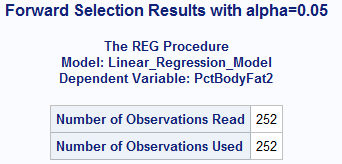 Forward Selection Results with alpha=0.05
The REG Procedure
Model: Linear_Regression_Model
Dependent Variable: PctBodyFat2
Number of Observations Read 252
Number of Observations Used 252